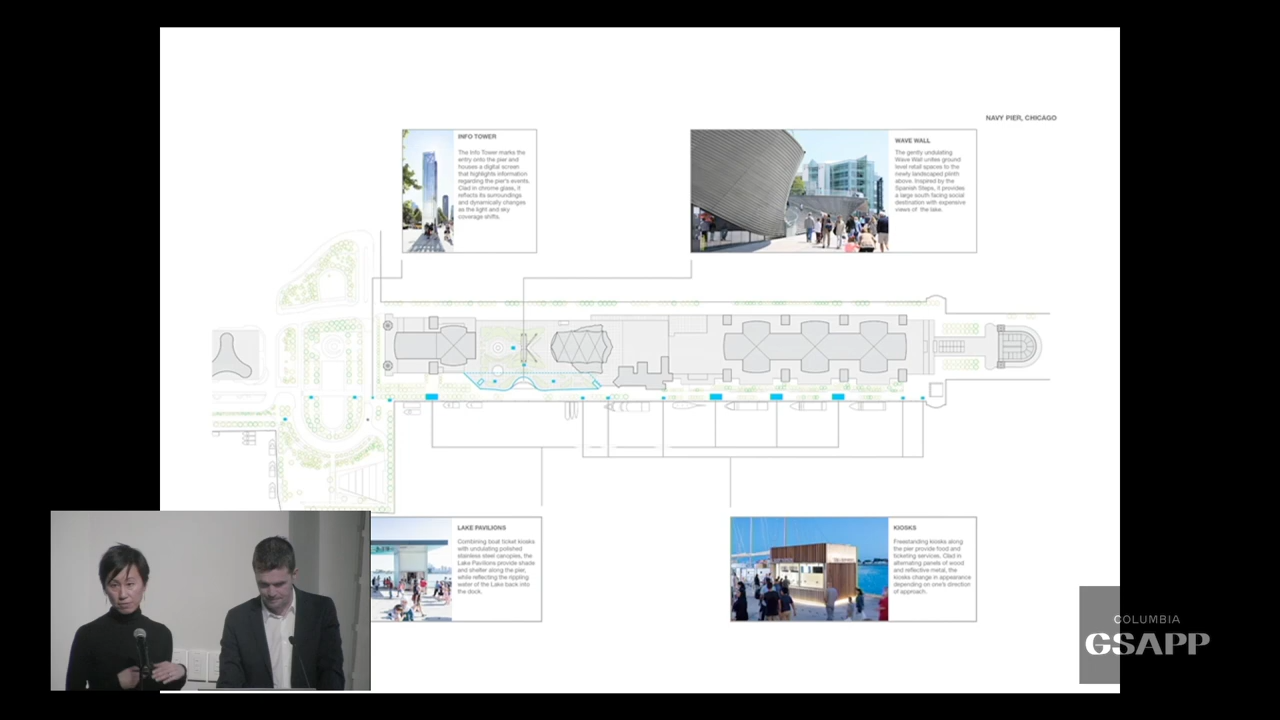 NAVY PIER, CHICAGO
INFO TOWER
The Info Tower marks the
entry onto the pier and
houses a digital screen
that highlights information
regarding the pier's events.
Clad in chrome glass, it
reflects its surroundings
and dynamically changes
as the light and sky
coverage shifts.
WAVE WALL
The gently undulating
Wave Wall unites ground
level retail spaces to the
newly landscaped plinth
above. Inspired by the
Spanish Steps, it provides
a large south facing social
destination with expensive
views of the lake.
LAKE PAVILIONS
Combining boat ticket kiosks
with undulating polished
stainless steel canopies, the
Lake Pavilions provide shade
and shelter along the pier,
while reflecting the rippling
water of the Lake back into
the dock.
KIOSKS
Freestanding kiosks along
the pier provide food and
ticketing services. Clad in
alternating panels of wood
and reflective metal, the
kiosks change in appearance
depending on one's direction
of approach.
COLUMBIA
GSAPP